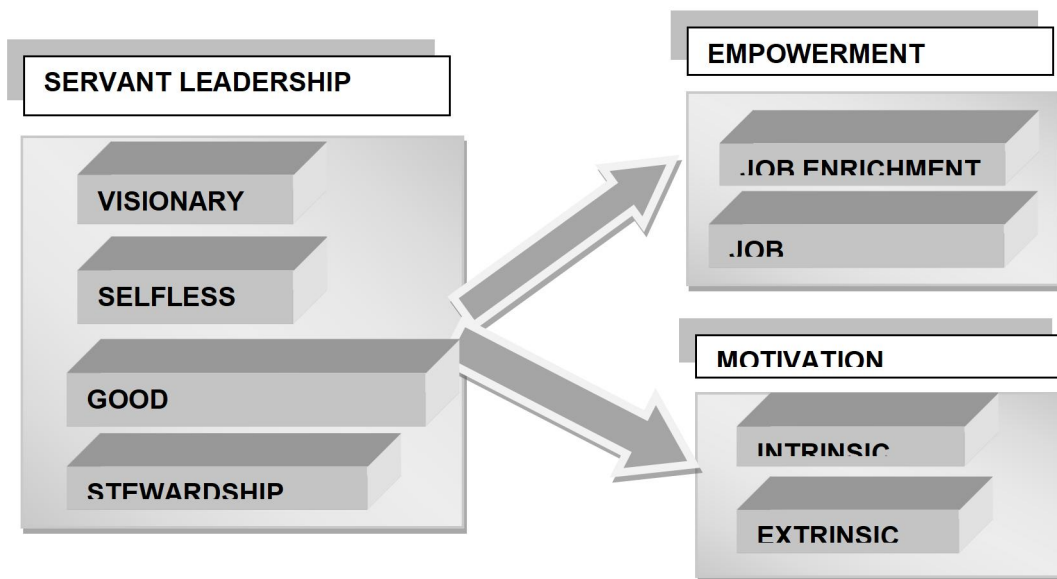 SERVANT LEADERSHIP
VISIONARY
SELFLESS
GOOD
STEWARDSHIP
EMPOWERMENT
JOB ENRICHMENT
JOB
MOTIVATION
INTRINSIC
EXTRINSIC